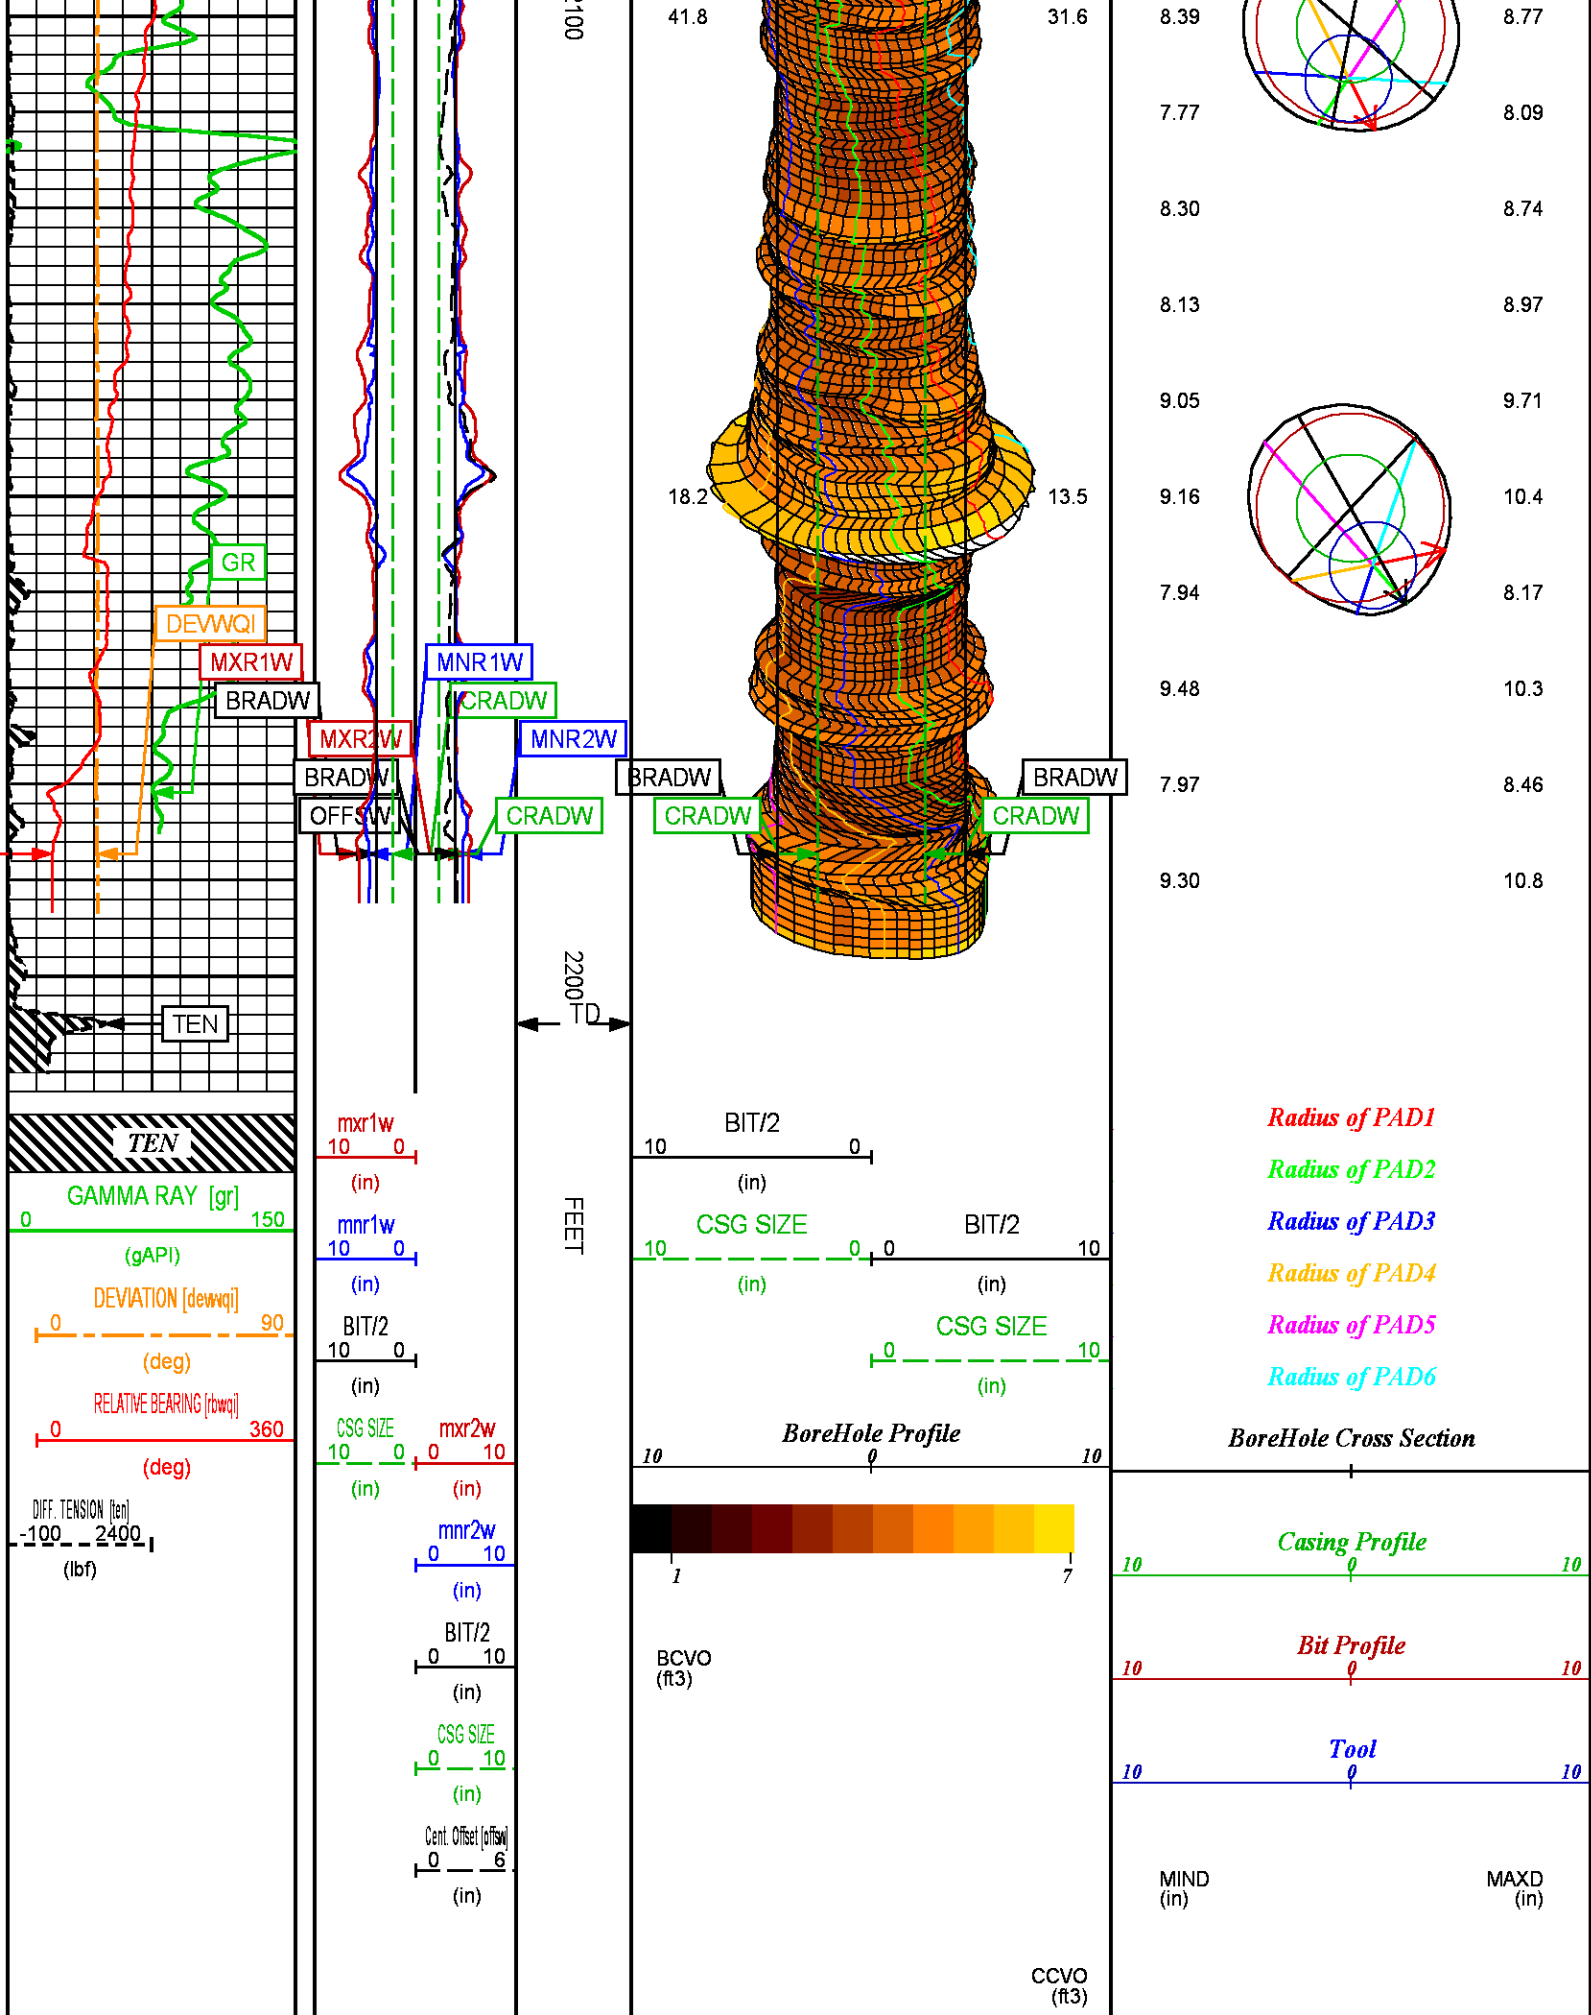 2100
41.8 31.6 8.39 8.77
7.77 8.09
8.30 8.74
8.13 8.97
9.05 9.71
18.2 13.5 9.16 10.4
GR
7.94 8.17
DEVWQI
MXR1W MNR1W
BRADW CRADW 9.48 10.3
MXR2W MNR2W
BRADW BRADW BRADW 7.97 8.46
OFFSW CRADW CRADW CRADW
9.30 10.8
2200
TD
TEN
TEN
GAMMA RAY [gr]
0 150
(gAPI)
DEVIATION [devwqi]
0 90
(deg)
RELATIVE BEARING [rbwqi]
0 360
(deg)
DIFF. TENSION [ten]
-100 2400
(lbf)
mxr1w
10 0
(in)
mnr1w
10 0
(in)
BIT/2
10 0
(in)
CSG SIZE
10 0
(in)
mxr2w
0 10
(in)
mnr2w
0 10
(in)
BIT/2
0 10
(in)
CSG SIZE
0 10
(in)
Cent. Offset [offsw]
0 6
(in)
FEET
BIT/2
10 0
(in)
CSG SIZE
10 0
(in)
BIT/2
0 10
(in)
CSG SIZE
0 10
(in)
BoreHole Profile
10 0 10
1 7
BCVO
(ft3)
CCVO
(ft3)
Radius of PAD1
Radius of PAD2
Radius of PAD3
Radius of PAD4
Radius of PAD5
Radius of PAD6
BoreHole Cross Section
Casing Profile
10 0 10
Bit Profile
10 0 10
Tool
10 0 10
MIND
(in)
MAXD
(in)